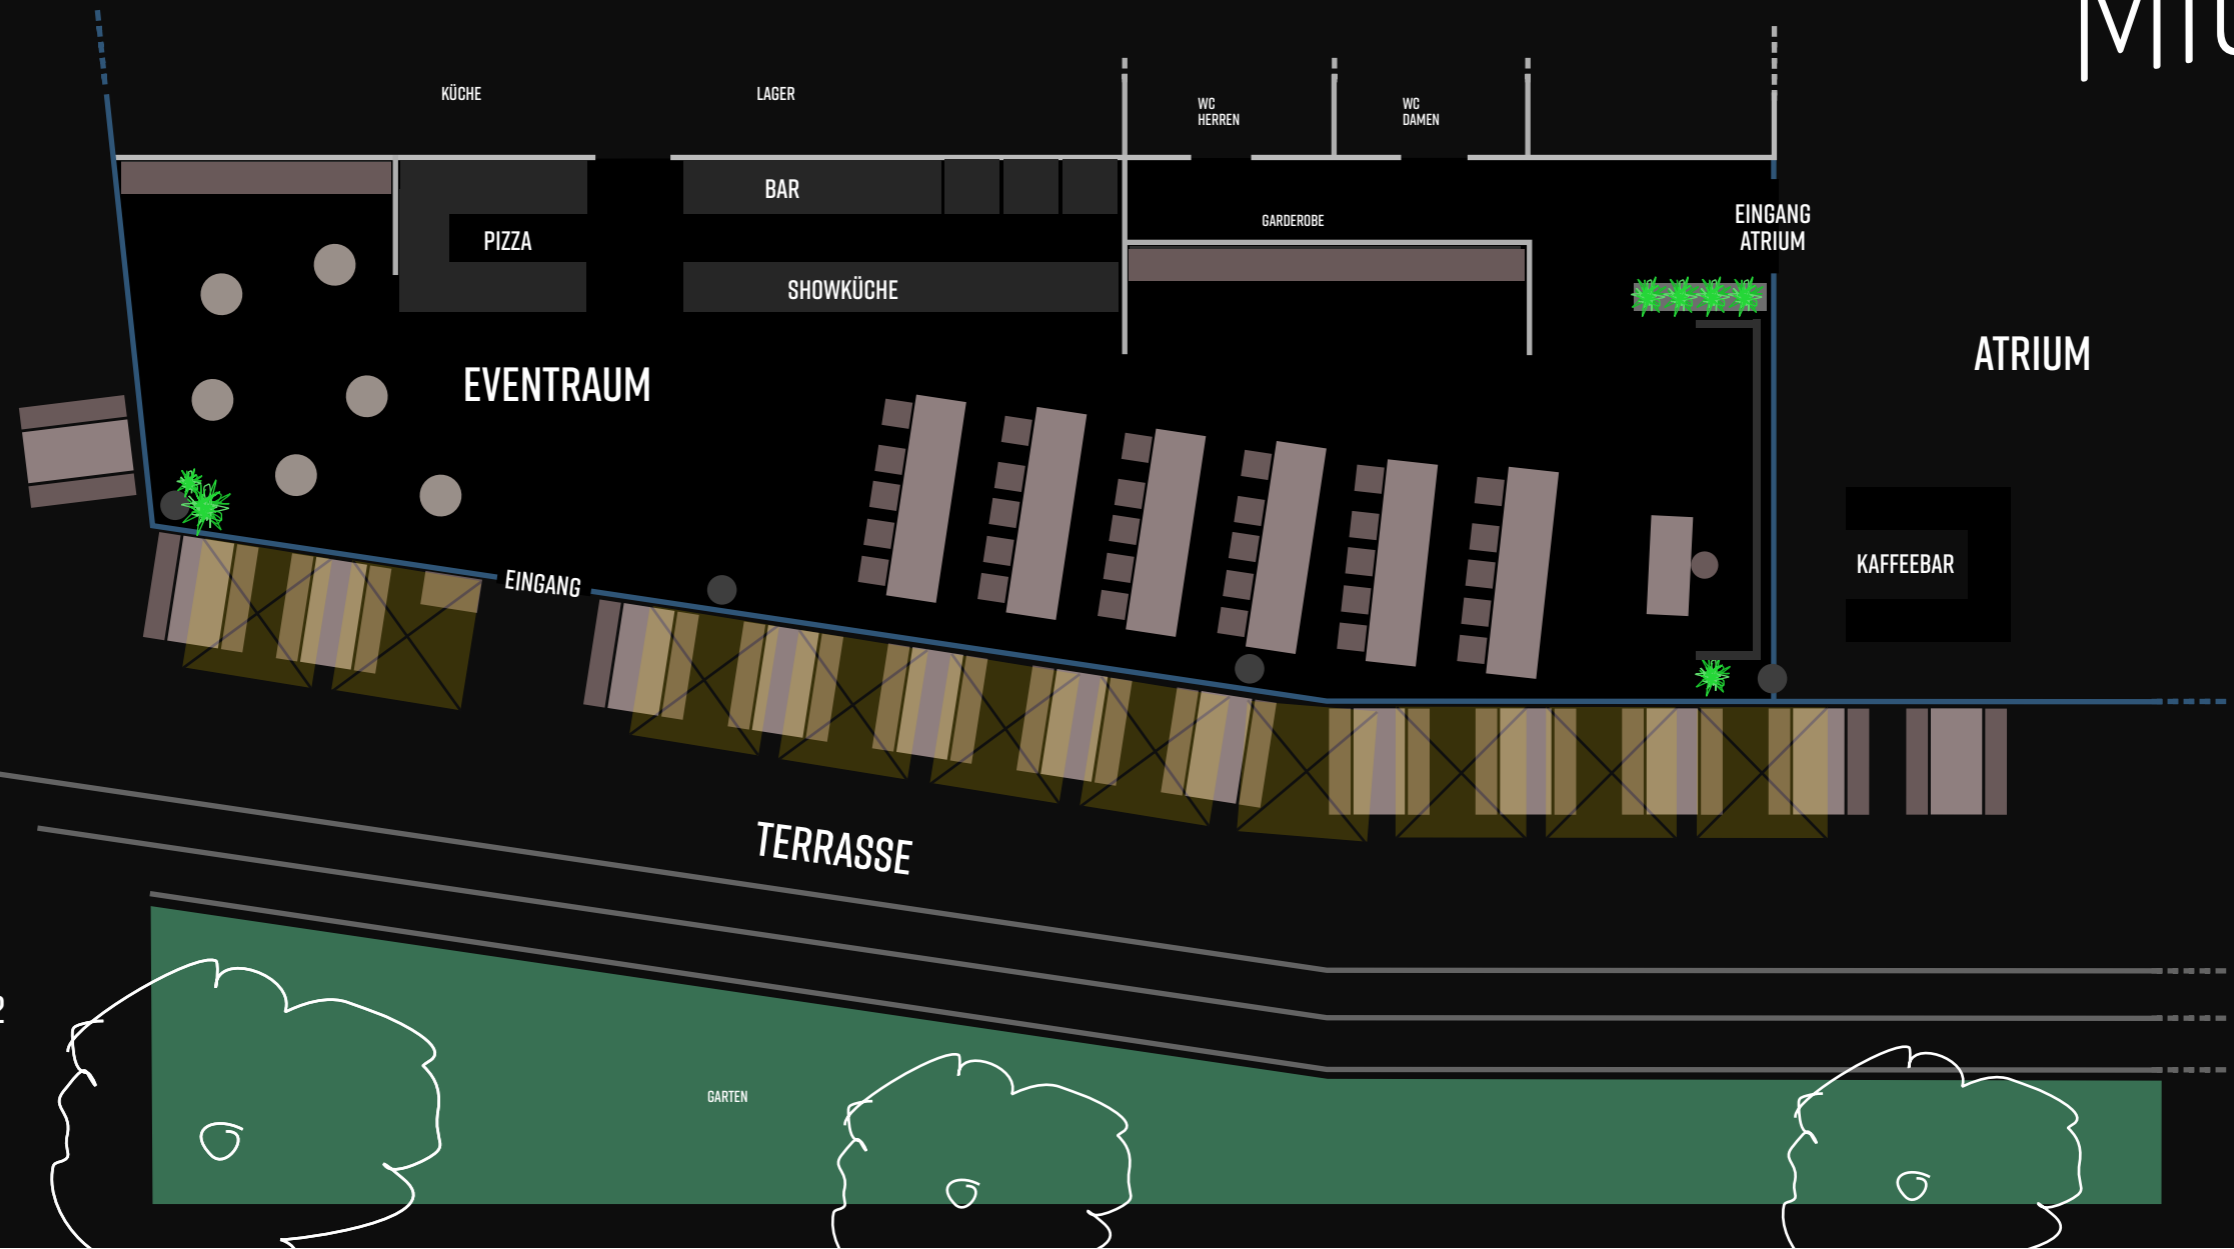 KÜCHE
LAGER
WC
HERREN
WC
DAMEN
BAR
PIZZA
GARDEROBE
EINGANG
ATRIUM
SHOWKÜCHE
ATRIUM
EVENTRAUM
KAFFEEBAR
EINGANG
TERRASSE
GARTEN